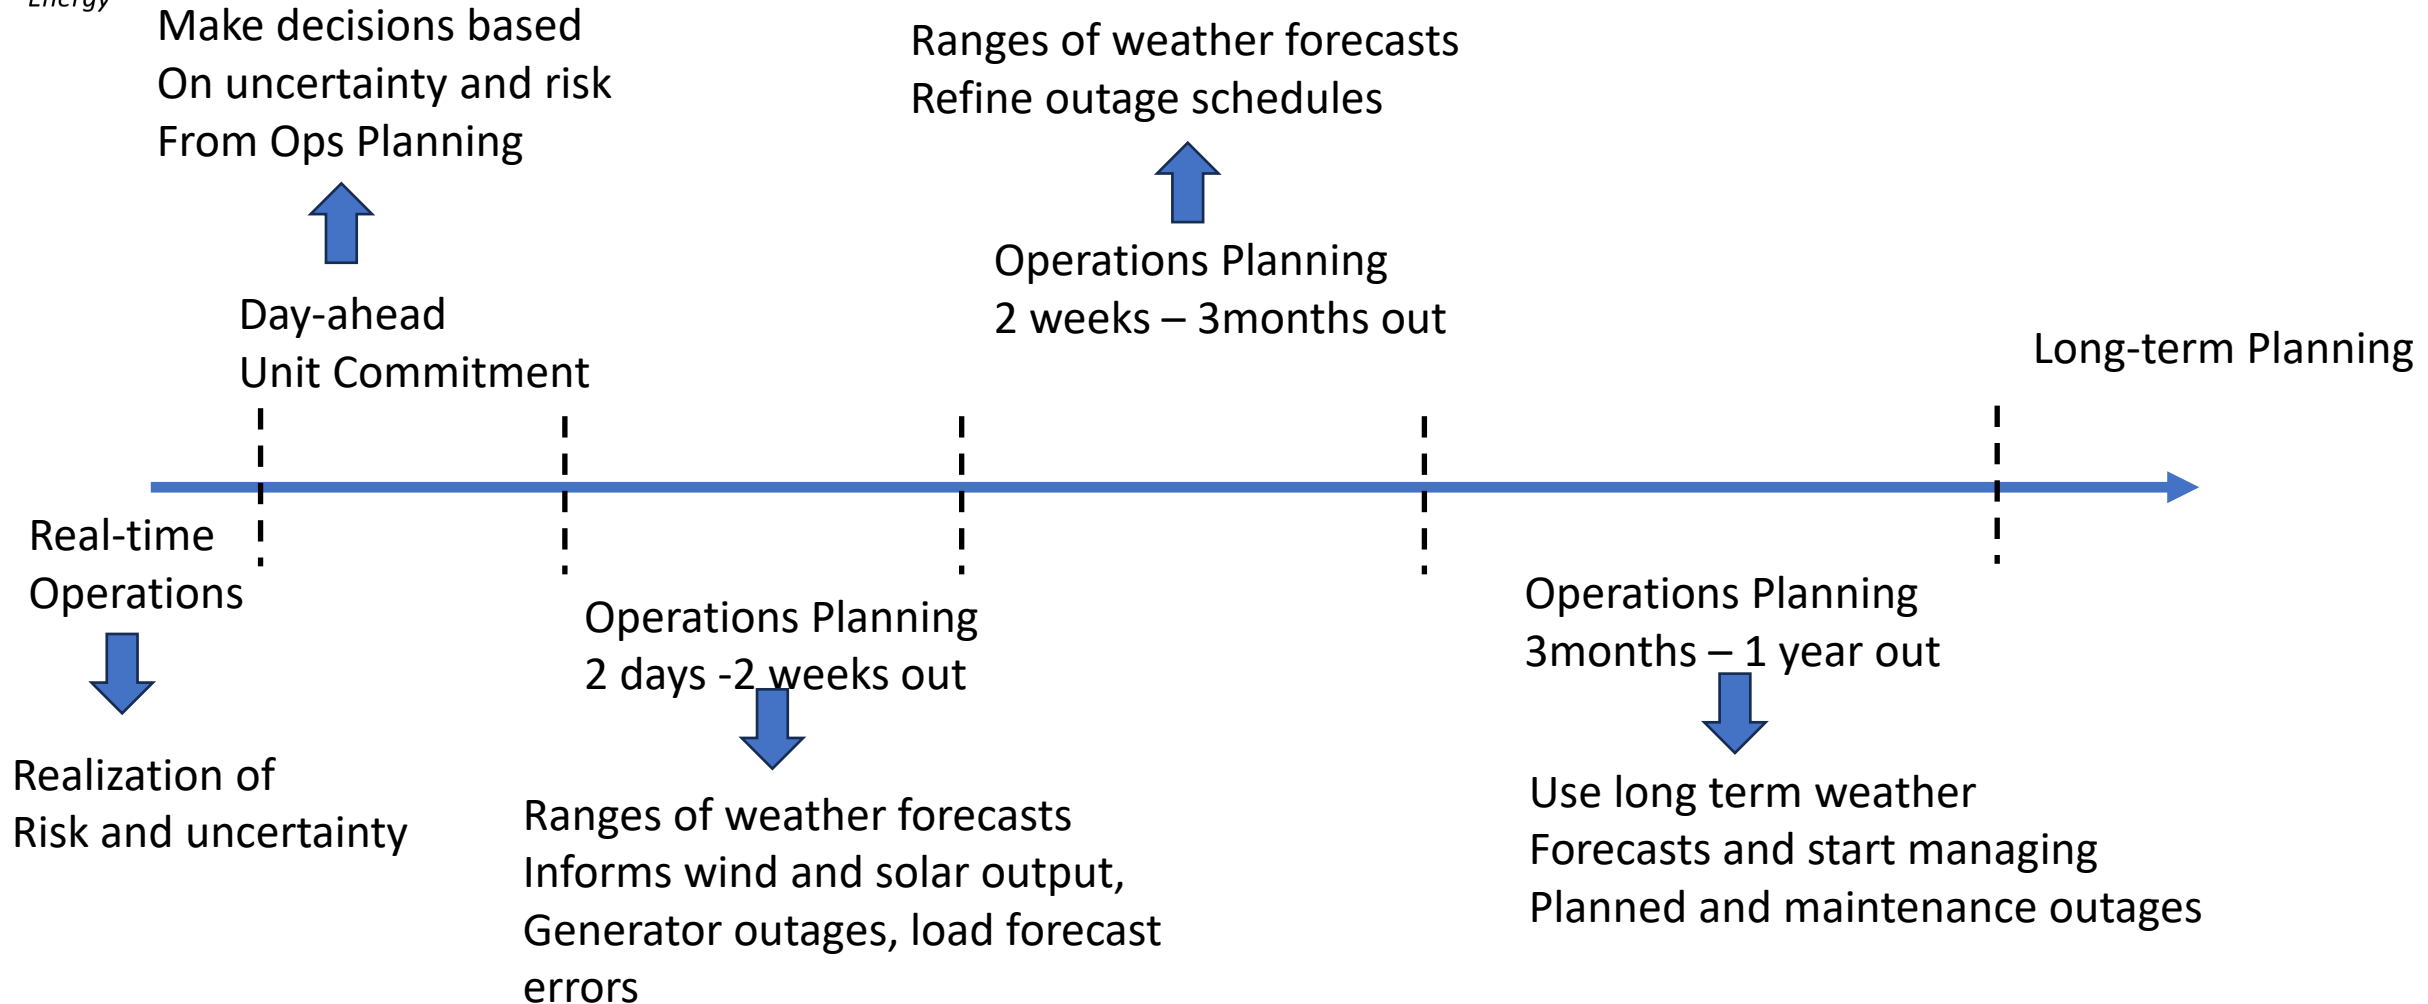 Energy
Make decisions based
On uncertainty and risk
From Ops Planning
Ranges of weather forecasts
Refine outage schedules
Day-ahead
Unit Commitment
Operations Planning
2 weeks – 3months out
Long-term Planning
Real-time
Operations
Operations Planning
2 days -2 weeks out
Operations Planning
3months – 1 year out
Realization of
Risk and uncertainty
Ranges of weather forecasts
Informs wind and solar output,
Generator outages, load forecast
errors
Use long term weather
Forecasts and start managing
Planned and maintenance outages